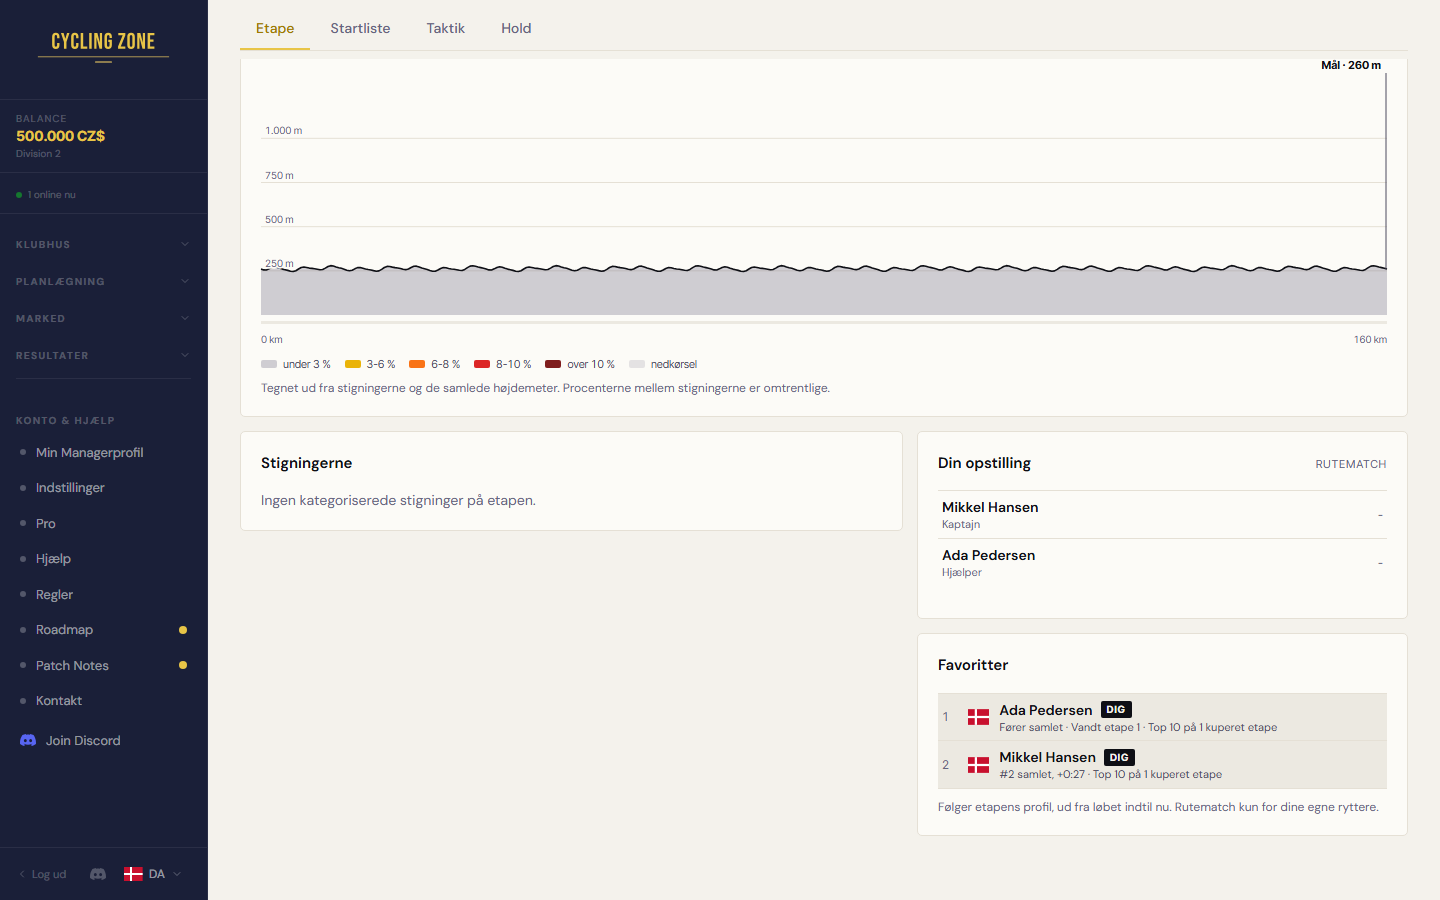 CYCLING ZONE
BALANCE
500.000 CZ$
Division 2
1 online nu
KLUBHUS
PLANLÆGNING
MARKED
RESULTATER
KONTO & HJÆLP
Min Managerprofil
Indstillinger
Pro
Hjælp
Regler
Roadmap
Patch Notes
Kontakt
Join Discord
Log ud
DA
Etape
Startliste
Taktik
Hold
Mål · 260 m
1.000 m
750 m
500 m
250 m
0 km
160 km
under 3 %
3-6 %
6-8 %
8-10 %
over 10 %
nedkørsel
Tegnet ud fra stigningerne og de samlede højdemeter. Procenterne mellem stigningerne er omtrentlige.
Stigningerne
Ingen kategoriserede stigninger på etapen.
Din opstilling
RUTEMATCH
Mikkel Hansen
Kaptajn
-
Ada Pedersen
Hjælper
-
Favoritter
1
Ada Pedersen DIG
Fører samlet · Vandt etape 1 · Top 10 på 1 kuperet etape
2
Mikkel Hansen DIG
#2 samlet, +0:27 · Top 10 på 1 kuperet etape
Følger etapens profil, ud fra løbet indtil nu. Rutematch kun for dine egne ryttere.